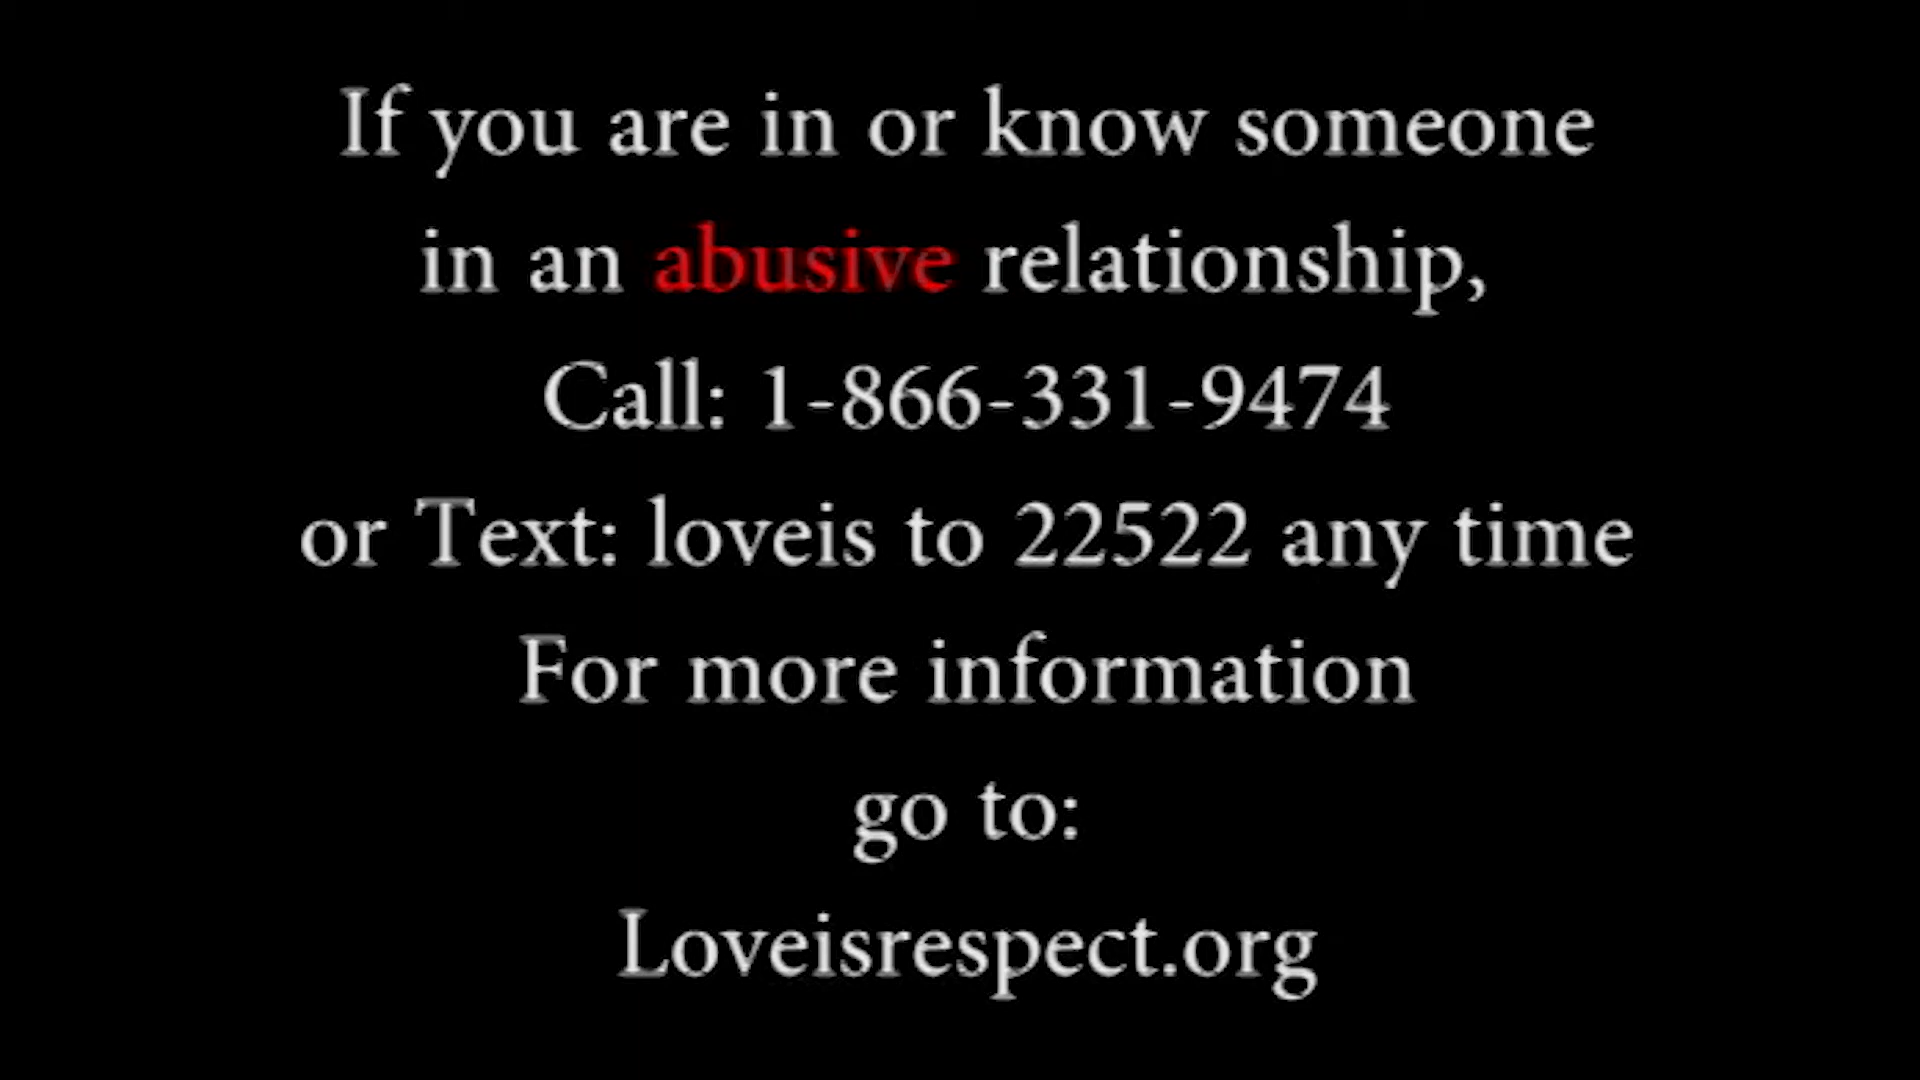 If you are in or know someone
in an abusive relationship,
Call: 1-866-331-9474
or Text: loveis to 22522 any time
For more information
go to:
Loveisrespect.org